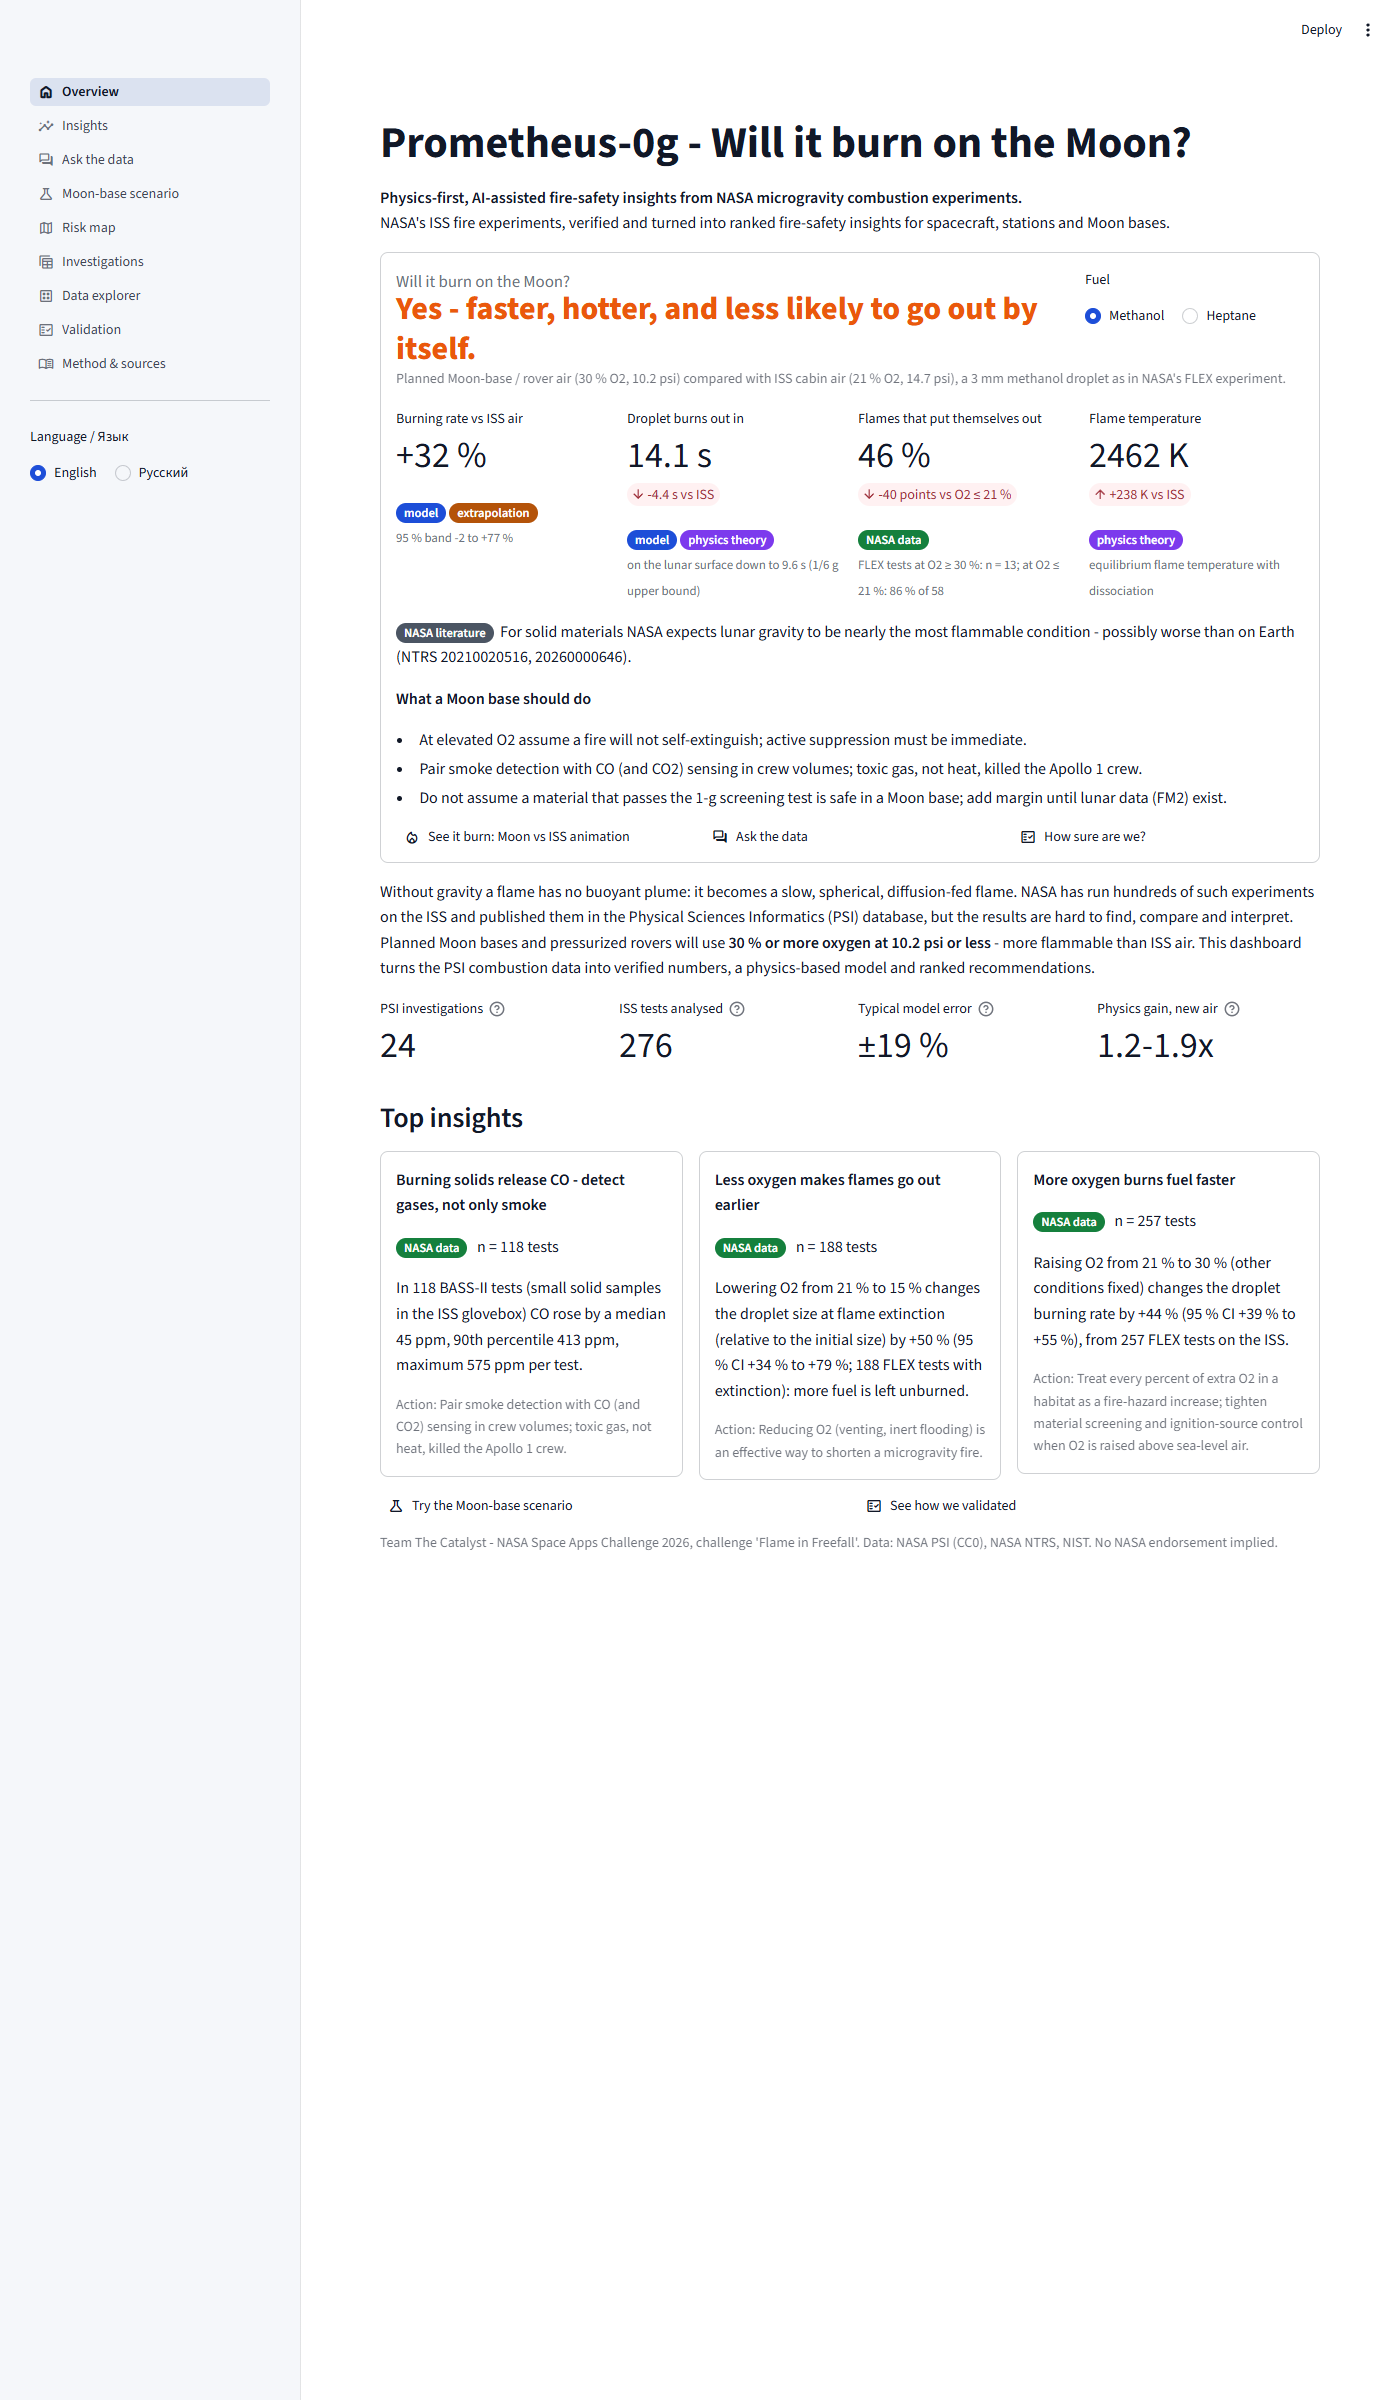 Deploy
Overview
Insights
Ask the data
Moon-base scenario
Risk map
Investigations
Data explorer
Validation
Method & sources
Language / Язык
English Русский
Prometheus-0g - Will it burn on the Moon?
Physics-first, AI-assisted fire-safety insights from NASA microgravity combustion experiments.
NASA's ISS fire experiments, verified and turned into ranked fire-safety insights for spacecraft, stations and Moon bases.
Will it burn on the Moon?
Yes - faster, hotter, and less likely to go out by
itself.
Fuel
Methanol Heptane
Planned Moon-base / rover air (30 % O2, 10.2 psi) compared with ISS cabin air (21 % O2, 14.7 psi), a 3 mm methanol droplet as in NASA's FLEX experiment.
Burning rate vs ISS air
+32 %
model extrapolation
95 % band -2 to +77 %
Droplet burns out in
14.1 s
↓ -4.4 s vs ISS
model physics theory
on the lunar surface down to 9.6 s (1/6 g
upper bound)
Flames that put themselves out
46 %
↓ -40 points vs O2 ≤ 21 %
NASA data
FLEX tests at O2 ≥ 30 %: n = 13; at O2 ≤
21 %: 86 % of 58
Flame temperature
2462 K
↑ +238 K vs ISS
physics theory
equilibrium flame temperature with
dissociation
NASA literature For solid materials NASA expects lunar gravity to be nearly the most flammable condition - possibly worse than on Earth
(NTRS 20210020516, 20260000646).
What a Moon base should do
• At elevated O2 assume a fire will not self-extinguish; active suppression must be immediate.
• Pair smoke detection with CO (and CO2) sensing in crew volumes; toxic gas, not heat, killed the Apollo 1 crew.
• Do not assume a material that passes the 1-g screening test is safe in a Moon base; add margin until lunar data (FM2) exist.
See it burn: Moon vs ISS animation
Ask the data
How sure are we?
Without gravity a flame has no buoyant plume: it becomes a slow, spherical, diffusion-fed flame. NASA has run hundreds of such experiments
on the ISS and published them in the Physical Sciences Informatics (PSI) database, but the results are hard to find, compare and interpret.
Planned Moon bases and pressurized rovers will use 30 % or more oxygen at 10.2 psi or less - more flammable than ISS air. This dashboard
turns the PSI combustion data into verified numbers, a physics-based model and ranked recommendations.
PSI investigations
24
ISS tests analysed
276
Typical model error
±19 %
Physics gain, new air
1.2-1.9x
Top insights
Burning solids release CO - detect
gases, not only smoke
NASA data n = 118 tests
In 118 BASS-II tests (small solid samples
in the ISS glovebox) CO rose by a median
45 ppm, 90th percentile 413 ppm,
maximum 575 ppm per test.
Action: Pair smoke detection with CO (and
CO2) sensing in crew volumes; toxic gas, not
heat, killed the Apollo 1 crew.
Less oxygen makes flames go out
earlier
NASA data n = 188 tests
Lowering O2 from 21 % to 15 % changes
the droplet size at flame extinction
(relative to the initial size) by +50 % (95
% CI +34 % to +79 %; 188 FLEX tests with
extinction): more fuel is left unburned.
Action: Reducing O2 (venting, inert flooding) is
an effective way to shorten a microgravity fire.
More oxygen burns fuel faster
NASA data n = 257 tests
Raising O2 from 21 % to 30 % (other
conditions fixed) changes the droplet
burning rate by +44 % (95 % CI +39 % to
+55 %), from 257 FLEX tests on the ISS.
Action: Treat every percent of extra O2 in a
habitat as a fire-hazard increase; tighten
material screening and ignition-source control
when O2 is raised above sea-level air.
Try the Moon-base scenario
See how we validated
Team The Catalyst - NASA Space Apps Challenge 2026, challenge 'Flame in Freefall'. Data: NASA PSI (CC0), NASA NTRS, NIST. No NASA endorsement implied.